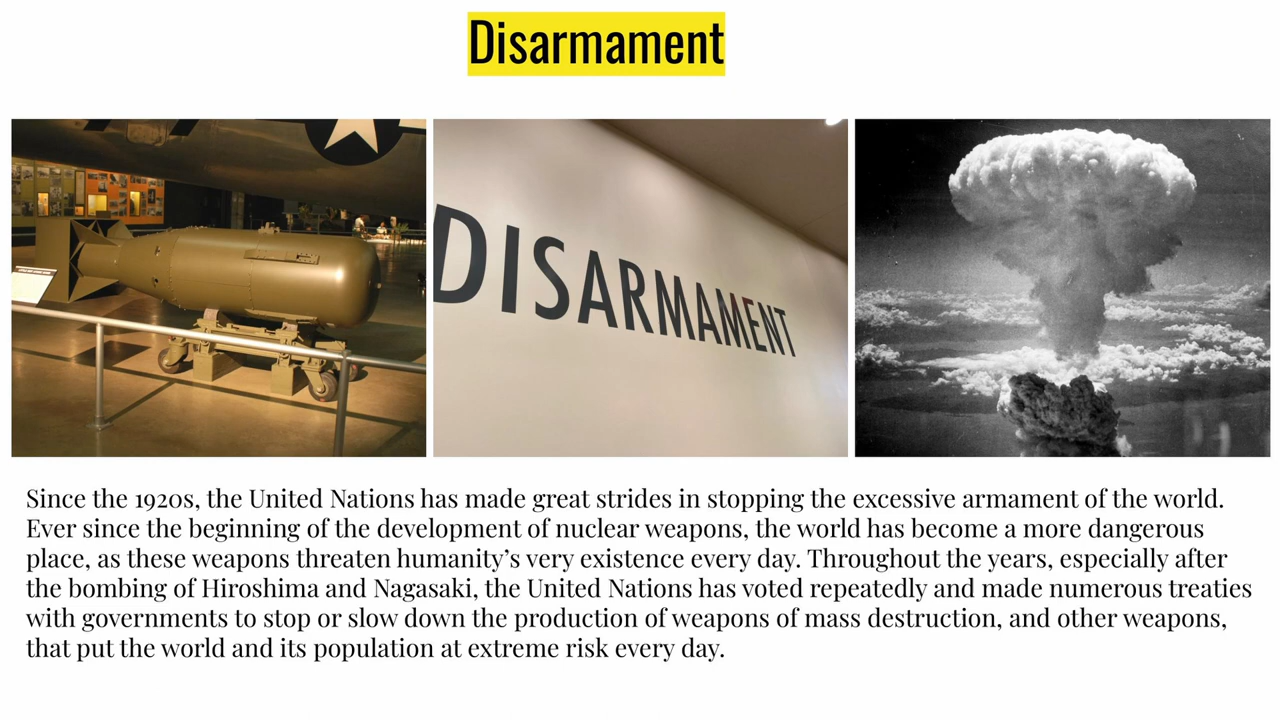 Disarmament
DISARMAMENT
Since the 1920s, the United Nations has made great strides in stopping the excessive armament of the world.
Ever since the beginning of the development of nuclear weapons, the world has become a more dangerous
place, as these weapons threaten humanity’s very existence every day. Throughout the years, especially after
the bombing of Hiroshima and Nagasaki, the United Nations has voted repeatedly and made numerous treaties
with governments to stop or slow down the production of weapons of mass destruction, and other weapons,
that put the world and its population at extreme risk every day.